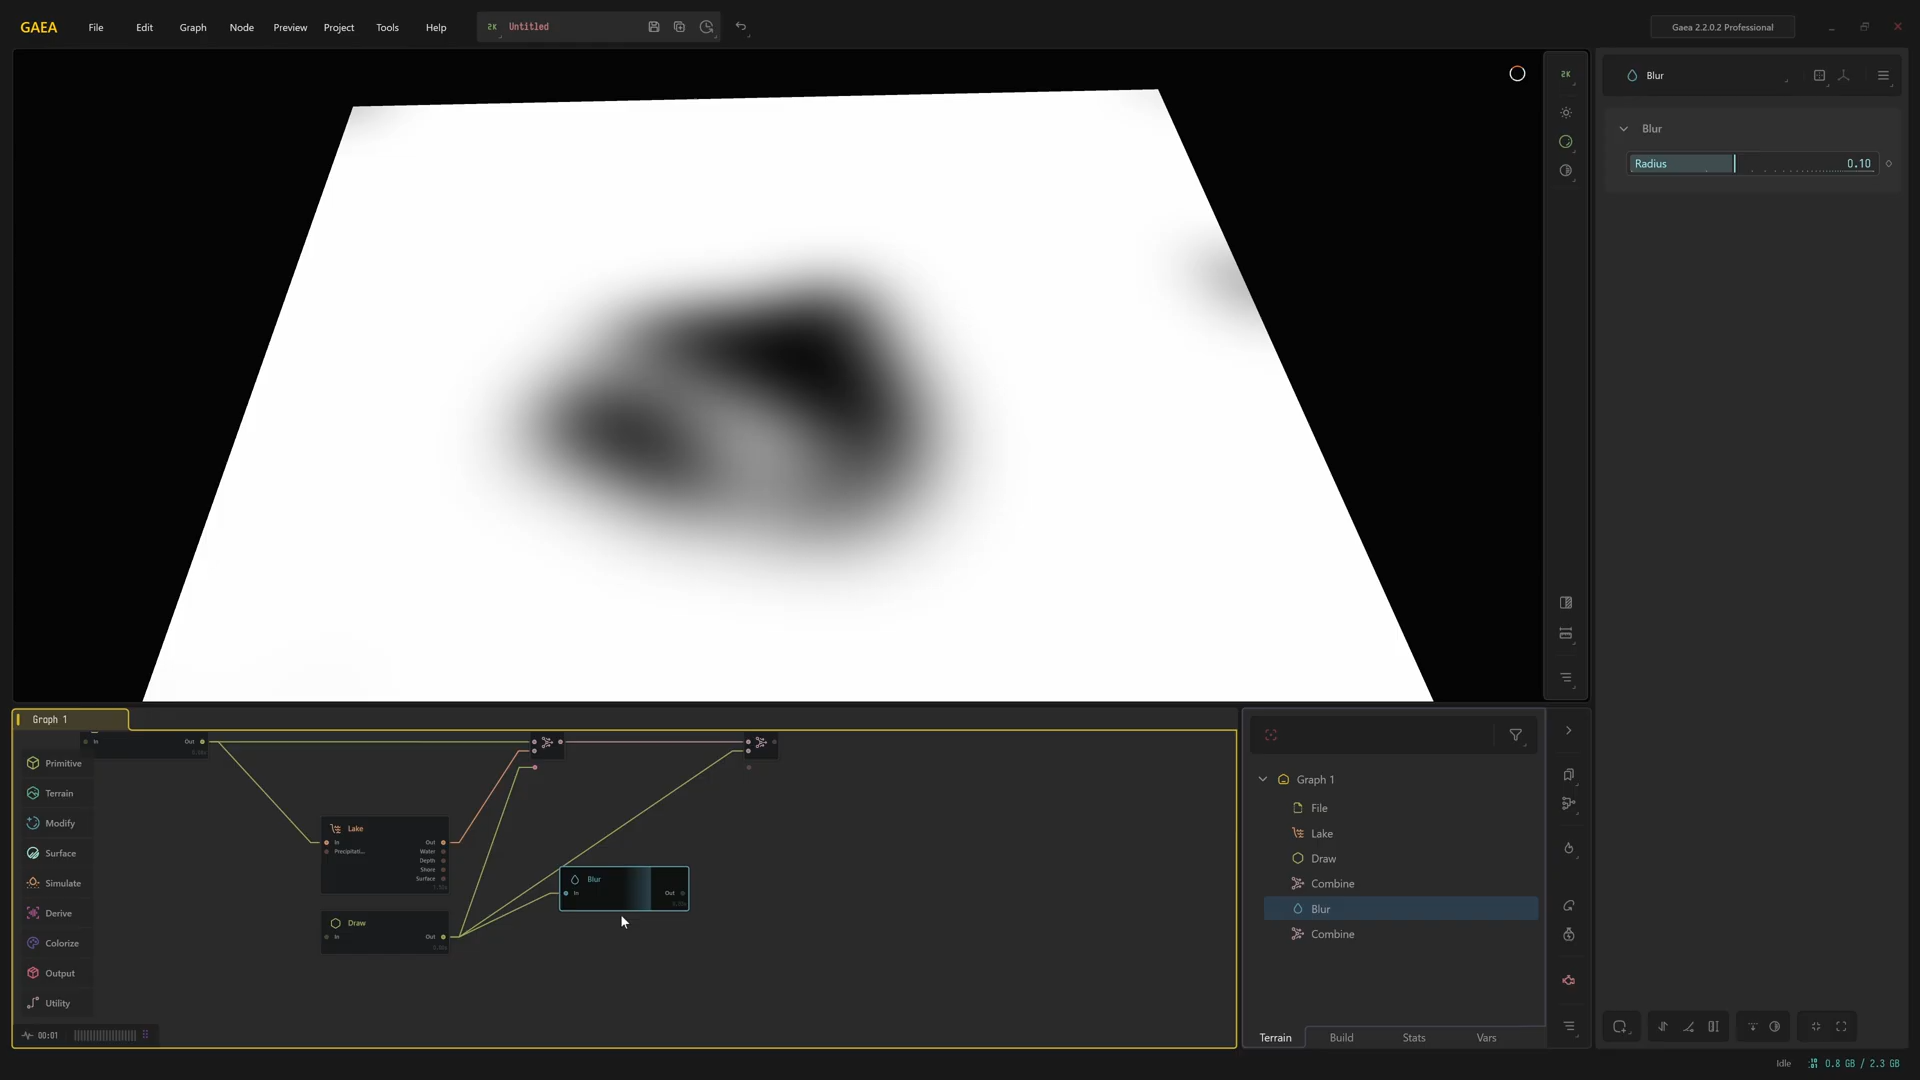 GAEA
File
Edit
Graph
Node
Preview
Project
Tools
Help
2K
Untitled
Gaea 2.2.0.2 Professional
2K
Blur
Blur
Radius
0.10
Graph 1
In
Out
Primitive
Terrain
Modify
Surface
Simulate
Derive
Colorize
Output
Utility
Lake
In
Precipitati...
Out
Water
Depth
Shore
Surface
Draw
In
Out
Blur
In
Out
00:01
Graph 1
File
Lake
Draw
Combine
Blur
Combine
Terrain
Build
Stats
Vars
Idle
0.8 GB / 2.3 GB